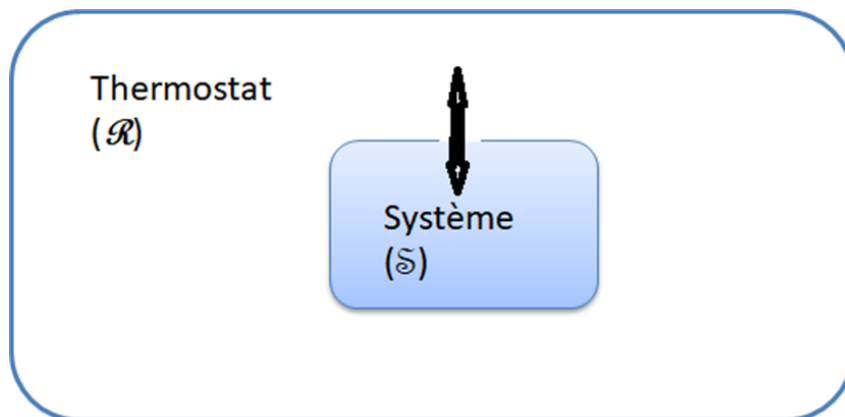 Thermostat
(ℛ)
Système
(𝕊)